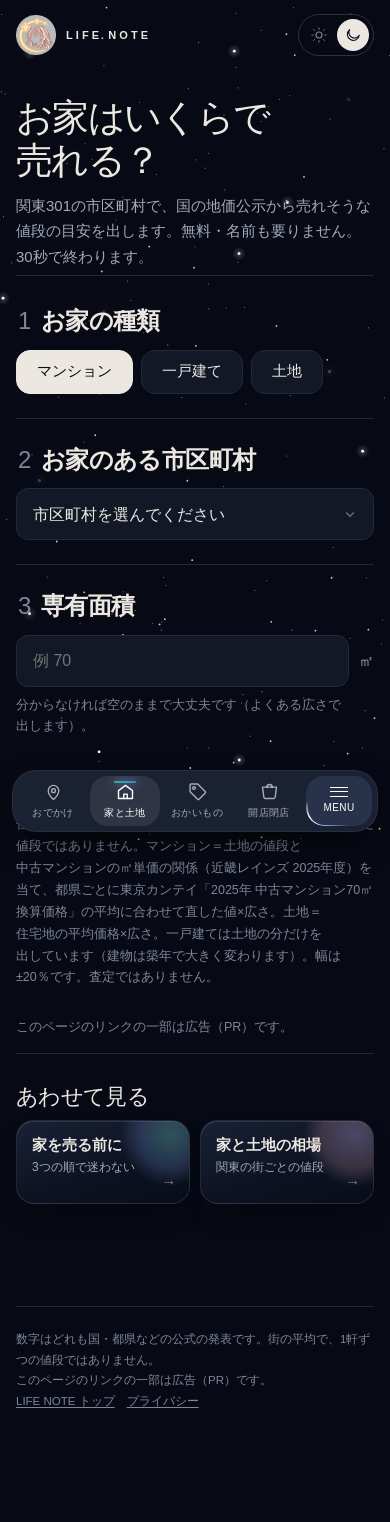 LIFE.NOTE
お家はいくらで
売れる？
関東301の市区町村で、国の地価公示から売れそうな
値段の目安を出します。無料・名前も要りません。
30秒で終わります。
1 お家の種類
マンション 一戸建て 土地
2 お家のある市区町村
市区町村を選んでください
3 専有面積
例 70 ㎡
分からなければ空のままで大丈夫です（よくある広さで
出します）。
おでかけ 家と土地 おかいもの 開店閉店 MENU
値段ではありません。マンション＝土地の値段と
中古マンションの㎡単価の関係（近畿レインズ 2025年度）を
当て、都県ごとに東京カンテイ「2025年 中古マンション70㎡
換算価格」の平均に合わせて直した値×広さ。土地＝
住宅地の平均価格×広さ。一戸建ては土地の分だけを
出しています（建物は築年で大きく変わります）。幅は
±20％です。査定ではありません。
このページのリンクの一部は広告（PR）です。
あわせて見る
家を売る前に
3つの順で迷わない
→
家と土地の相場
関東の街ごとの値段
→
数字はどれも国・都県などの公式の発表です。街の平均で、1軒ず
つの値段ではありません。
このページのリンクの一部は広告（PR）です。
LIFE NOTE トップ プライバシー